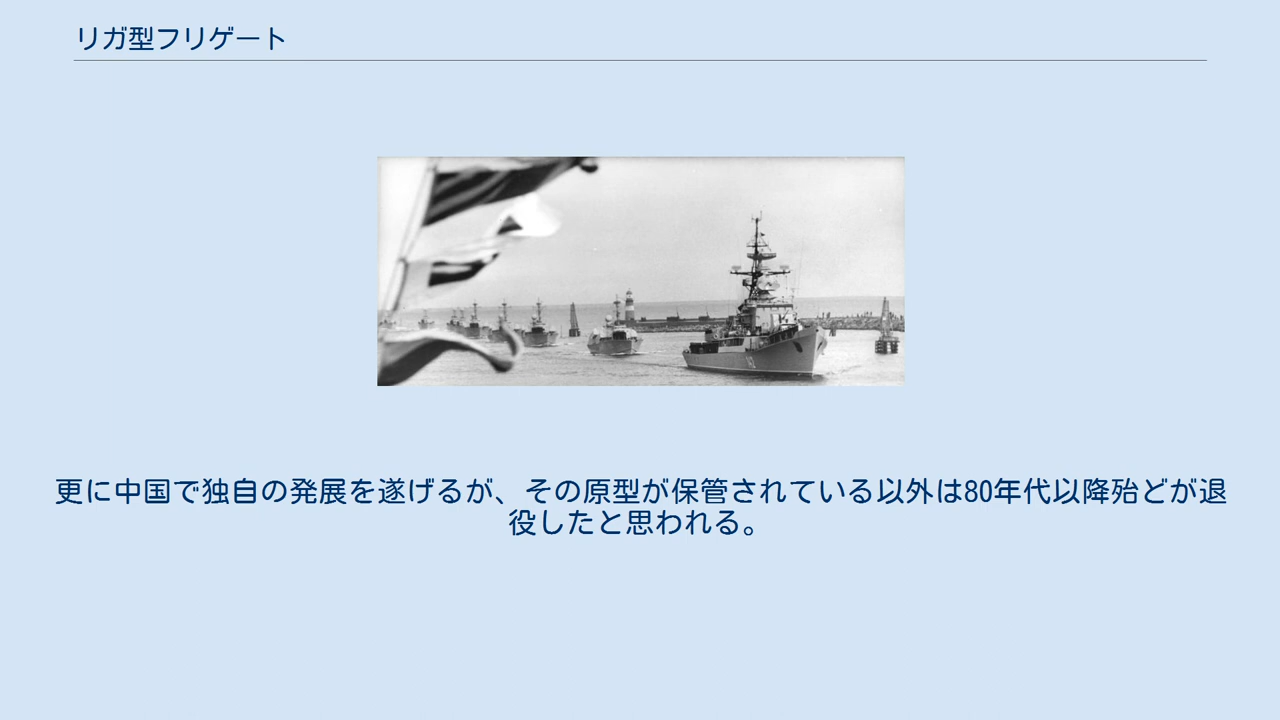 リガ型フリゲート
更に中国で独自の発展を遂げるが、その原型が保管されている以外は80年代以降殆どが退
役したと思われる。